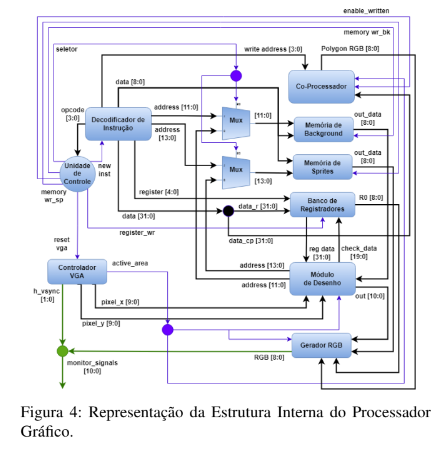 enable_written
memory wr_bk
Polygon RGB [8:0]
seletor
write address [3:0]
data [8:0]
Co-Processador
opcode
[3:0]
address [11:0]
Decodificador de
Instrução
address
[13:0]
Mux
[11:0]
Memória de
Background
out_data
[8:0]
Unidade
de
Controle
new
inst
Mux
[13:0]
Memória de
Sprites
out_data
[8:0]
memory
wr_sp
register [4:0]
data [31:0]
data_r [31:0]
Banco de
Registradores
R0 [8:0]
register_wr
data_cp [31:0]
reset
vga
reg data
[31:0]
check_data
[19:0]
Controlador
VGA
active_area
address [13:0]
address [11:0]
Módulo
de Desenho
h_vsync
[1:0]
pixel_x [9:0]
pixel_y [9:0]
out [10:0]
monitor_signals
[10:0]
RGB [8:0]
Gerador RGB
Figura 4: Representação da Estrutura Interna do Processador
Gráfico.